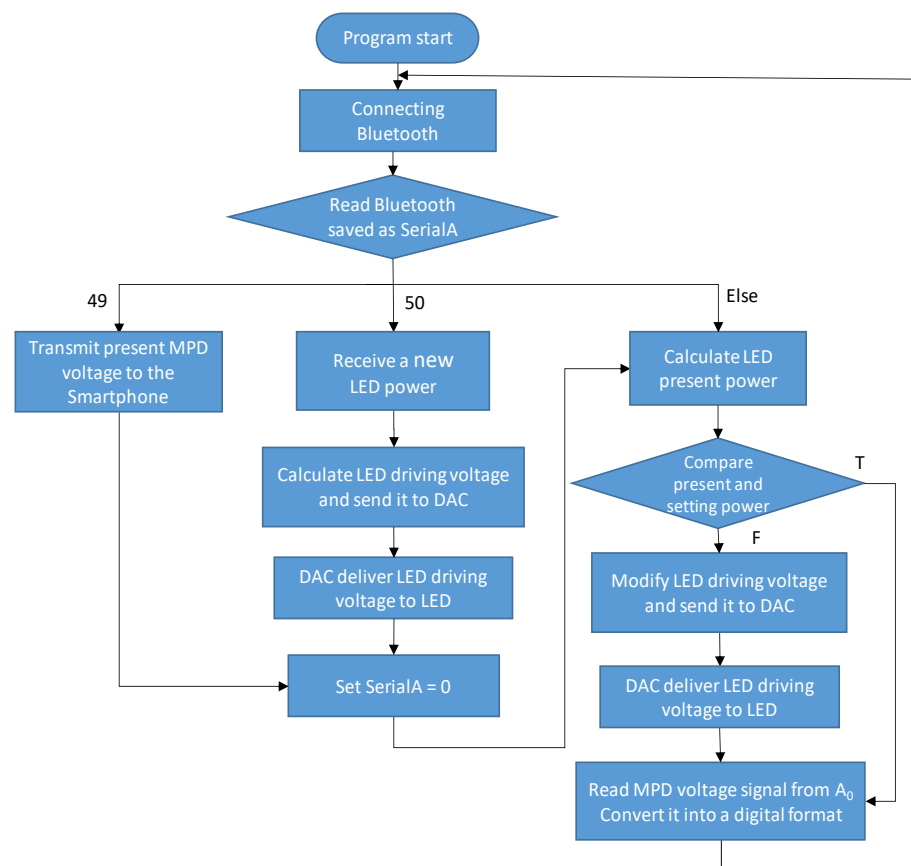 Program start
Connecting
Bluetooth
Read Bluetooth
saved as SerialA
49
50
Else
Transmit present MPD
voltage to the
Smartphone
Receive a new
LED power
Calculate LED
present power
Calculate LED driving voltage
and send it to DAC
Compare
present and
setting power
T
F
DAC deliver LED driving
voltage to LED
Modify LED driving voltage
and send it to DAC
Set SerialA = 0
DAC deliver LED driving
voltage to LED
Read MPD voltage signal from A₀
Convert it into a digital format